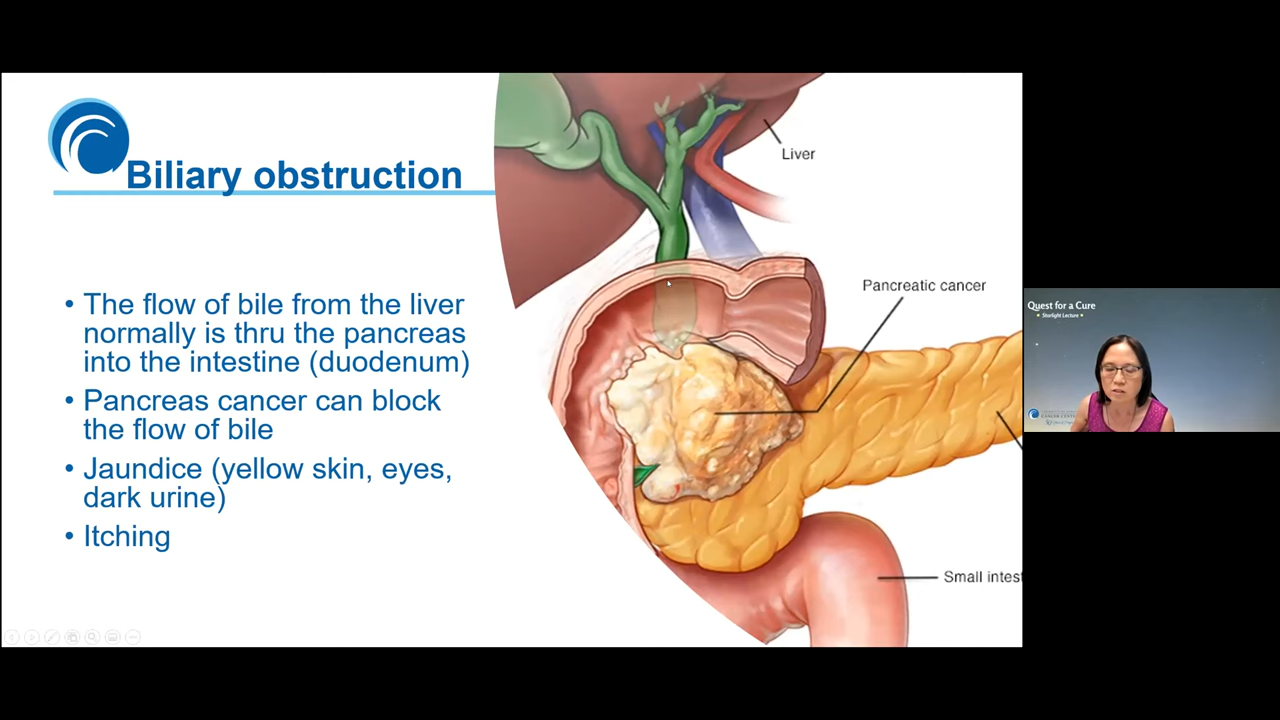 Biliary obstruction
• The flow of bile from the liver
normally is thru the pancreas
into the intestine (duodenum)
• Pancreas cancer can block
the flow of bile
• Jaundice (yellow skin, eyes,
dark urine)
• Itching
Liver
Pancreatic cancer
Small intest
Quest for a Cure
• Starlight Lecture •
CANCER CENTER